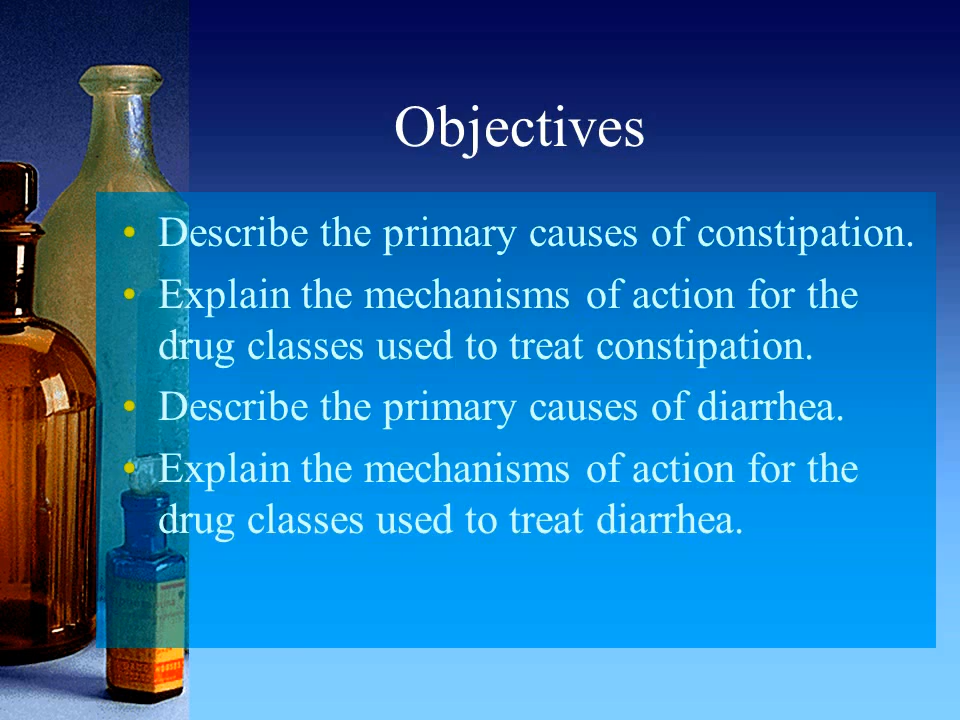 Objectives
• Describe the primary causes of constipation.
• Explain the mechanisms of action for the
drug classes used to treat constipation.
• Describe the primary causes of diarrhea.
• Explain the mechanisms of action for the
drug classes used to treat diarrhea.